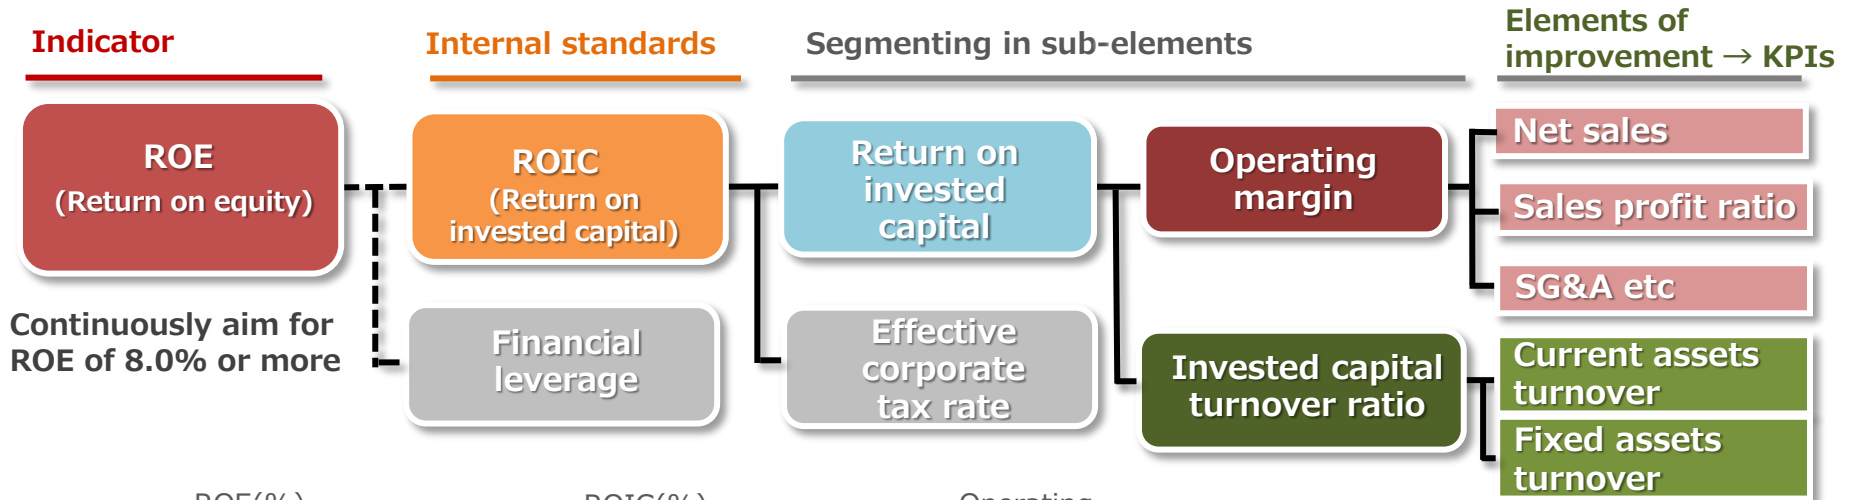 Indicator
Internal standards
Segmenting in sub-elements
Elements of
improvement → KPIs
ROE
(Return on equity)
Continuously aim for
ROE of 8.0% or more
ROIC
(Return on
invested capital)
Financial
leverage
Return on
invested
capital
Effective
corporate
tax rate
Operating
margin
Invested capital
turnover ratio
Net sales
Sales profit ratio
SG&A etc
Current assets
turnover
Fixed assets
turnover
ROE(%)
ROIC(%)
Operating